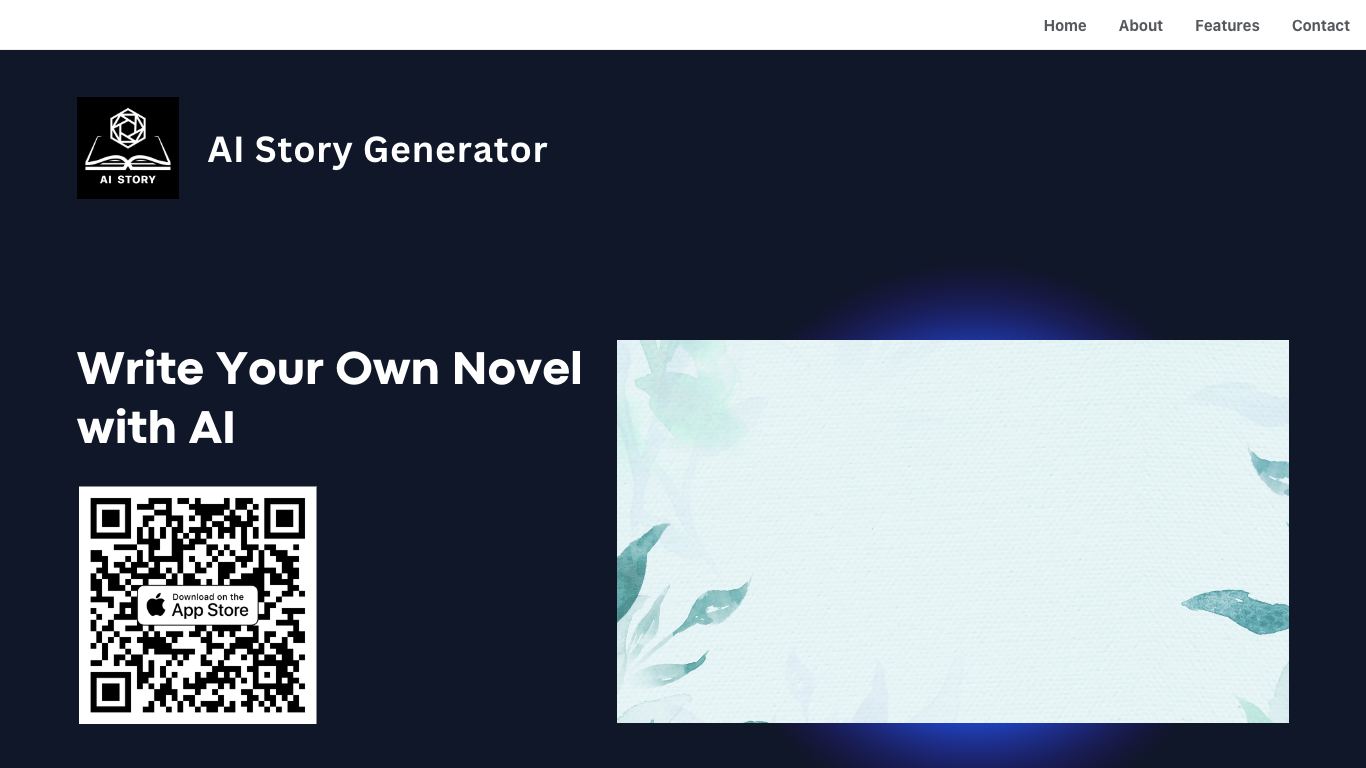 Home About Features Contact
AI STORY
AI Story Generator
Write Your Own Novel
with AI
Download on the
App Store